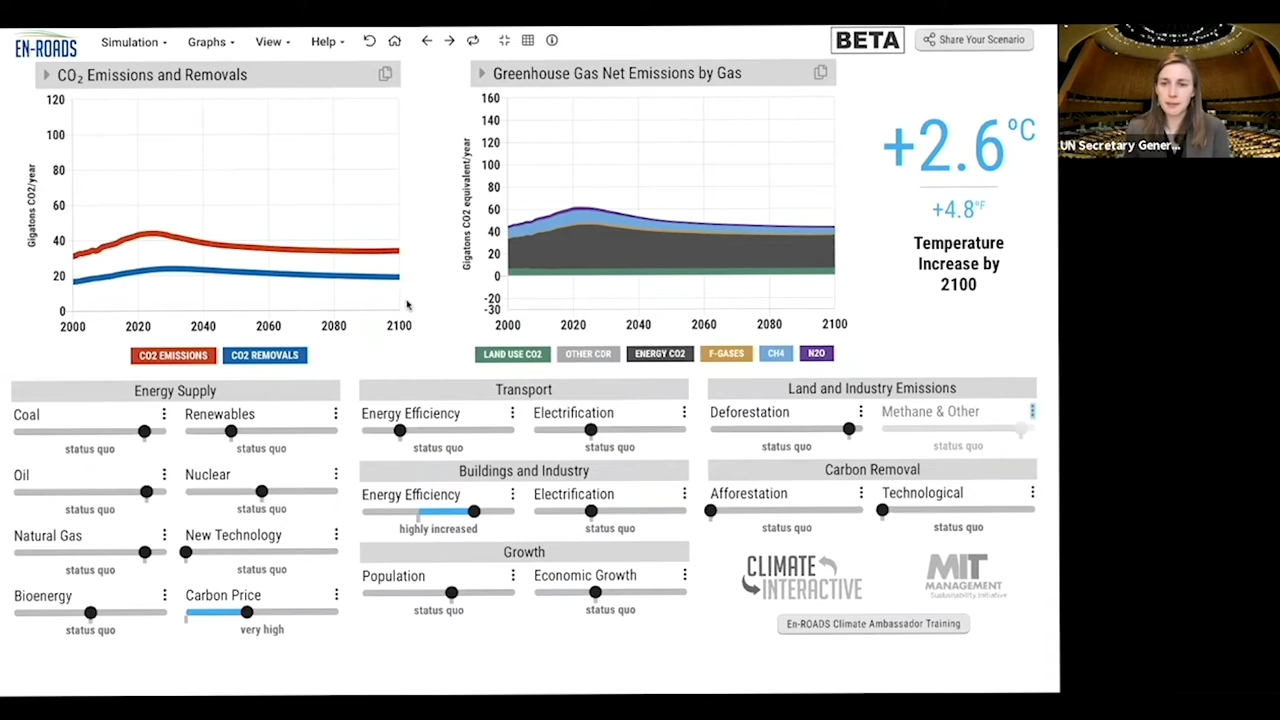 EN-ROADS
Simulation
Graphs
View
Help
BETA
Share Your Scenario
CO2 Emissions and Removals
Gigatons CO2/year
120
100
80
60
40
20
0
2000
2020
2040
2060
2080
2100
CO2 EMISSIONS
CO2 REMOVALS
Greenhouse Gas Net Emissions by Gas
Gigatons CO2 equivalent/year
160
140
120
100
80
60
40
20
0
-20
-30
2000
2020
2040
2060
2080
2100
LAND USE CO2
OTHER CDR
ENERGY CO2
F-GASES
CH4
N2O
+2.6 °C
+4.8°F
Temperature
Increase by
2100
UN Secretary Gener...
Energy Supply
Coal
status quo
Renewables
status quo
Oil
status quo
Nuclear
status quo
Natural Gas
status quo
New Technology
status quo
Bioenergy
status quo
Carbon Price
very high
Transport
Energy Efficiency
status quo
Electrification
status quo
Buildings and Industry
Energy Efficiency
highly increased
Electrification
status quo
Growth
Population
status quo
Economic Growth
status quo
Land and Industry Emissions
Deforestation
status quo
Methane & Other
status quo
Carbon Removal
Afforestation
status quo
Technological
status quo
CLIMATE
INTERACTIVE
MIT
MANAGEMENT
Sustainability Initiative
En-ROADS Climate Ambassador Training